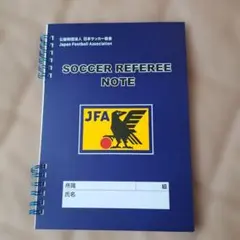 公益財団法人 日本サッカー協会
Japan Football Association
SOCCER REFEREE
NOTE
JFA
所属
級
氏名